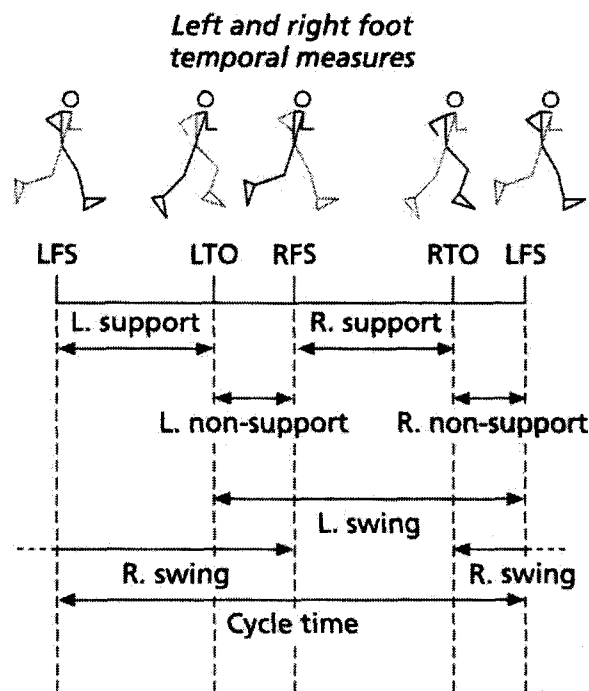 Left and right foot
temporal measures
LFS LTO RFS RTO LFS
L. support R. support
L. non-support R. non-support
L. swing
R. swing R. swing
Cycle time